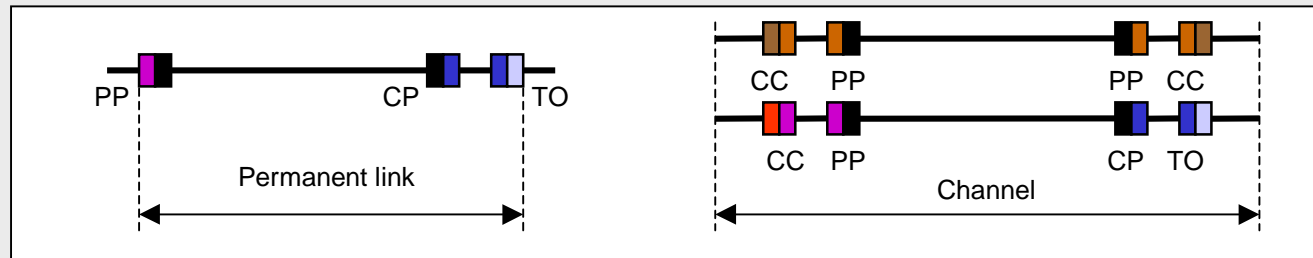 PP CP TO
Permanent link
CC PP PP CC
CC PP CP TO
Channel